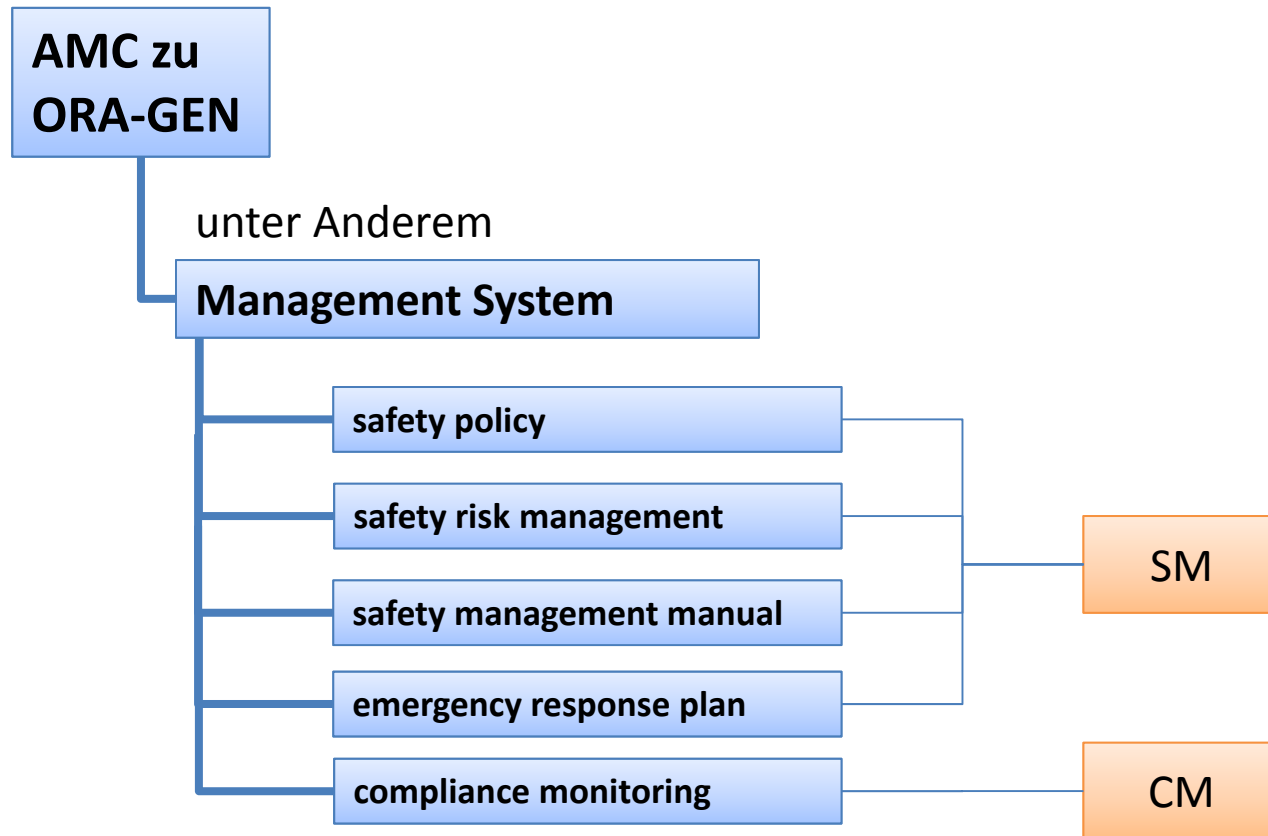 AMC zu
ORA-GEN
unter Anderem
Management System
safety policy
safety risk management
SM
safety management manual
emergency response plan
compliance monitoring
CM